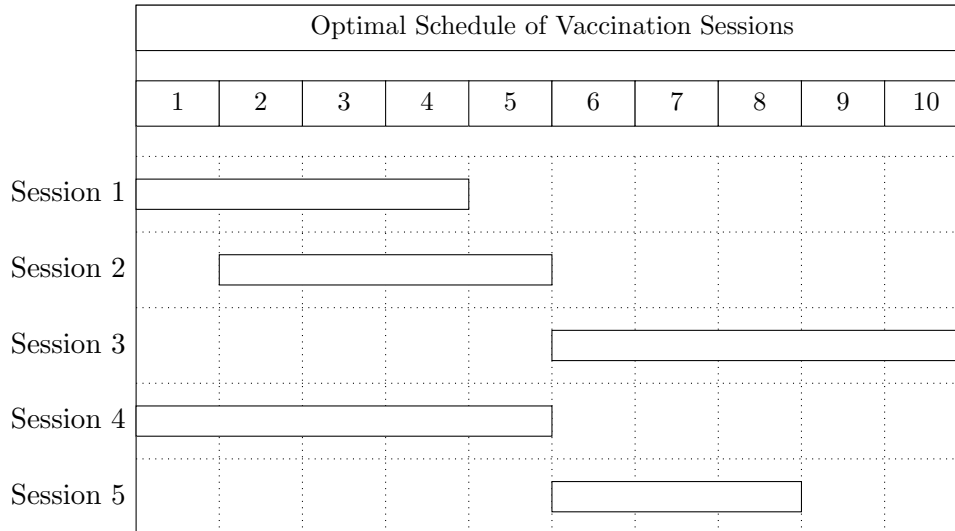 Optimal Schedule of Vaccination Sessions
1 2 3 4 5 6 7 8 9 10
Session 1
Session 2
Session 3
Session 4
Session 5